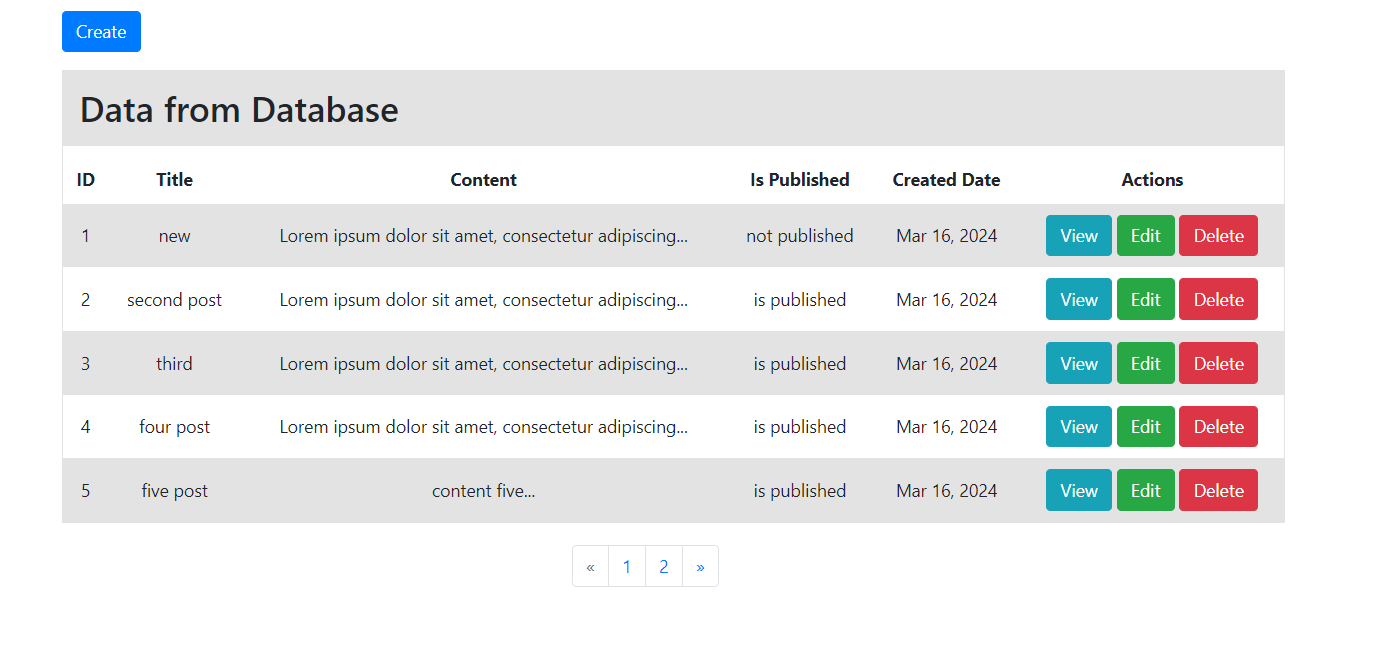 Create
Data from Database
ID Title Content Is Published Created Date Actions
1 new Lorem ipsum dolor sit amet, consectetur adipiscing... not published Mar 16, 2024 View Edit Delete
2 second post Lorem ipsum dolor sit amet, consectetur adipiscing... is published Mar 16, 2024 View Edit Delete
3 third Lorem ipsum dolor sit amet, consectetur adipiscing... is published Mar 16, 2024 View Edit Delete
4 four post Lorem ipsum dolor sit amet, consectetur adipiscing... is published Mar 16, 2024 View Edit Delete
5 five post content five... is published Mar 16, 2024 View Edit Delete
« 1 2 »